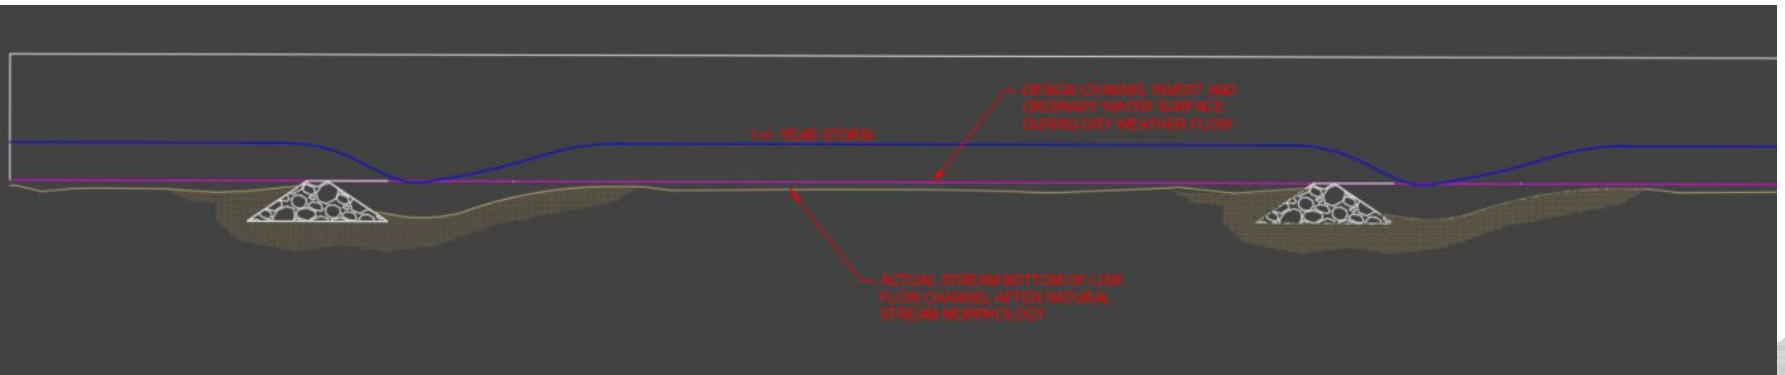 DESIGN CHANNEL INVERT AND
ORDINARY WATER SURFACE
DURING DRY WEATHER FLOW
1+/- YEAR STORM
ACTUAL STREAM BOTTOM OF LOW
FLOW CHANNEL AFTER NATURAL
STREAM MORPHOLOGY